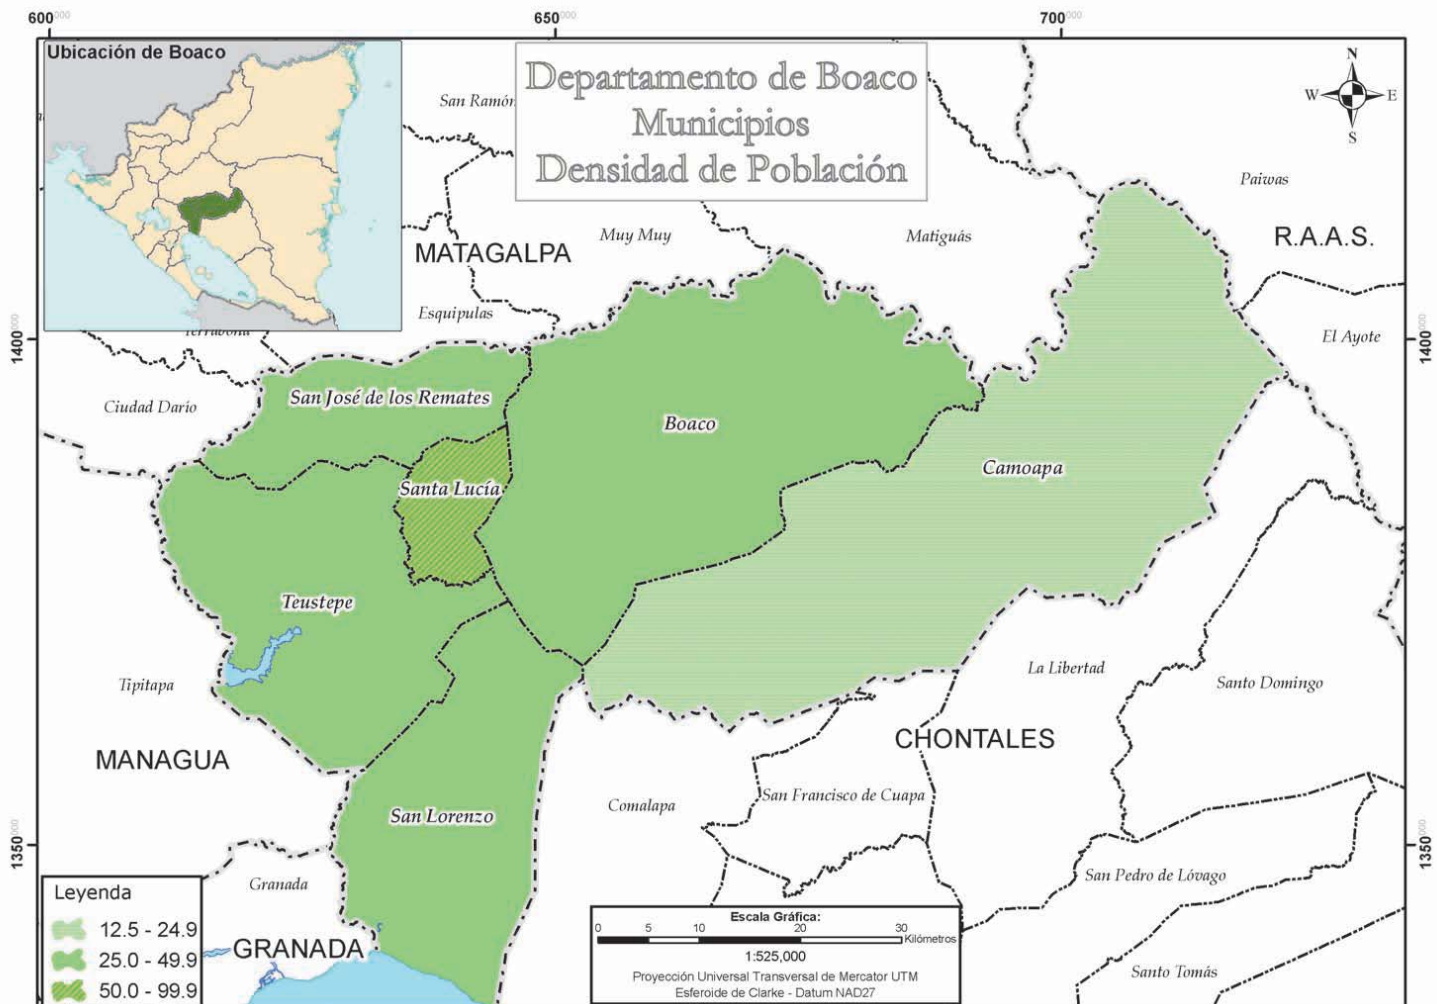 600000
650000
700000
Ubicación de Boaco
Departamento de Boaco
Municipios
Densidad de Población
N
W
E
S
San Ramón
Paiwas
R.A.A.S.
Muy Muy
Matiguás
MATAGALPA
Esquipulas
1400000
1400000
El Ayote
San José de los Remates
Ciudad Darío
Boaco
Camoapa
Santa Lucía
Teustepe
La Libertad
Tipitapa
Santo Domingo
CHONTALES
MANAGUA
San Francisco de Cuapa
Comalapa
San Lorenzo
1350000
1350000
San Pedro de Lóvago
Granada
GRANADA
Santo Tomás
Leyenda
12.5 - 24.9
25.0 - 49.9
50.0 - 99.9
Escala Gráfica:
0 5 10 20 30
Kilómetros
1:525,000
Proyección Universal Transversal de Mercator UTM
Esferoide de Clarke - Datum NAD27